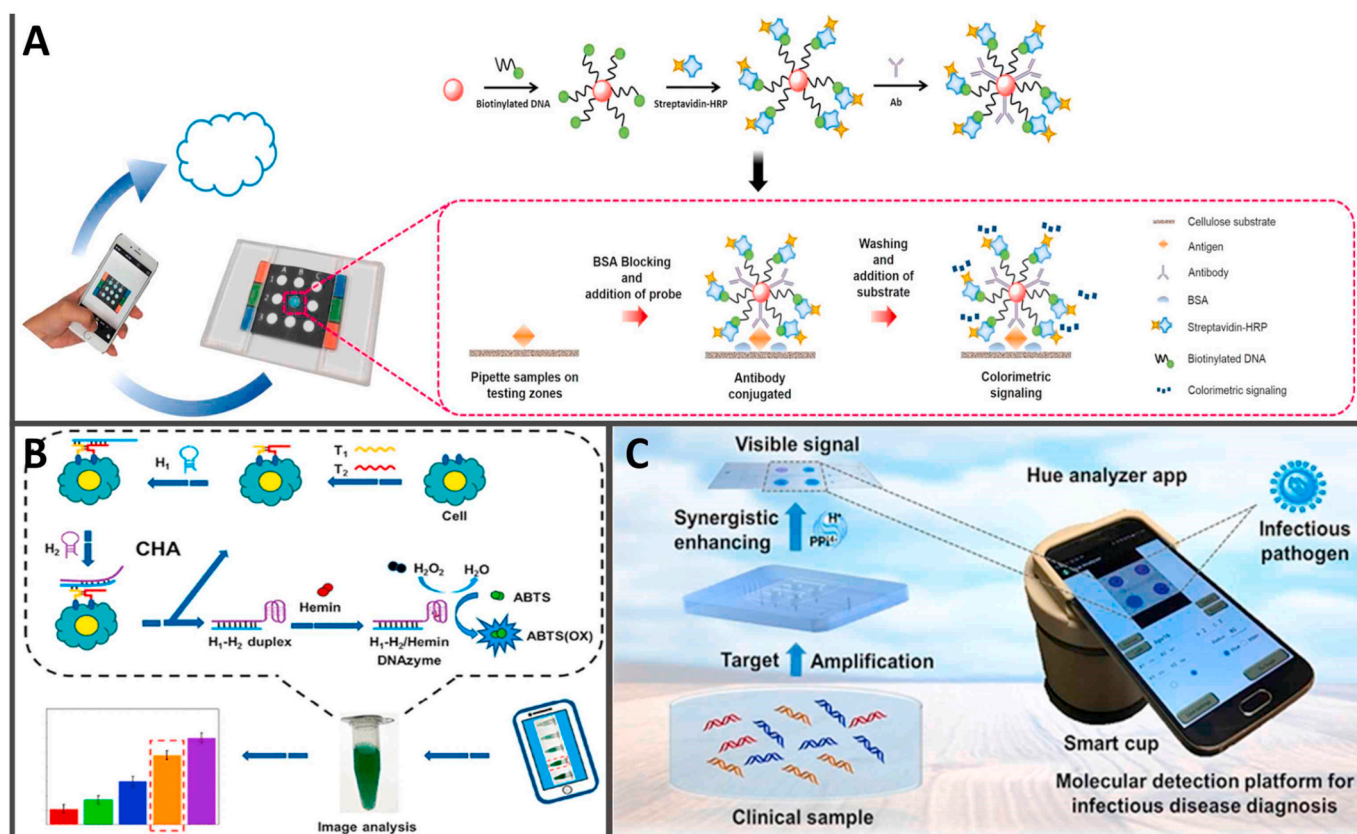 A
Biotinylated DNA
Streptavidin-HRP
Ab
A B C
1
2
3
BSA Blocking
and
addition of probe
Washing
and
addition of
substrate
Pipette samples on
testing zones
Antibody
conjugated
Colorimetric
signaling
Cellulose substrate
Antigen
Antibody
BSA
Streptavidin-HRP
Biotinylated DNA
Colorimetric signaling
B
H1
T1
T2
Cell
H2
CHA
H1-H2 duplex
Hemin
H1-H2/Hemin
DNAzyme
H2O2
H2O
ABTS
ABTS(OX)
Image analysis
C
Visible signal
Synergistic
enhancing
H+
PPi4-
Target Amplification
Clinical sample
Hue analyzer app
Infectious
pathogen
Smart cup
Molecular detection platform for
infectious disease diagnosis